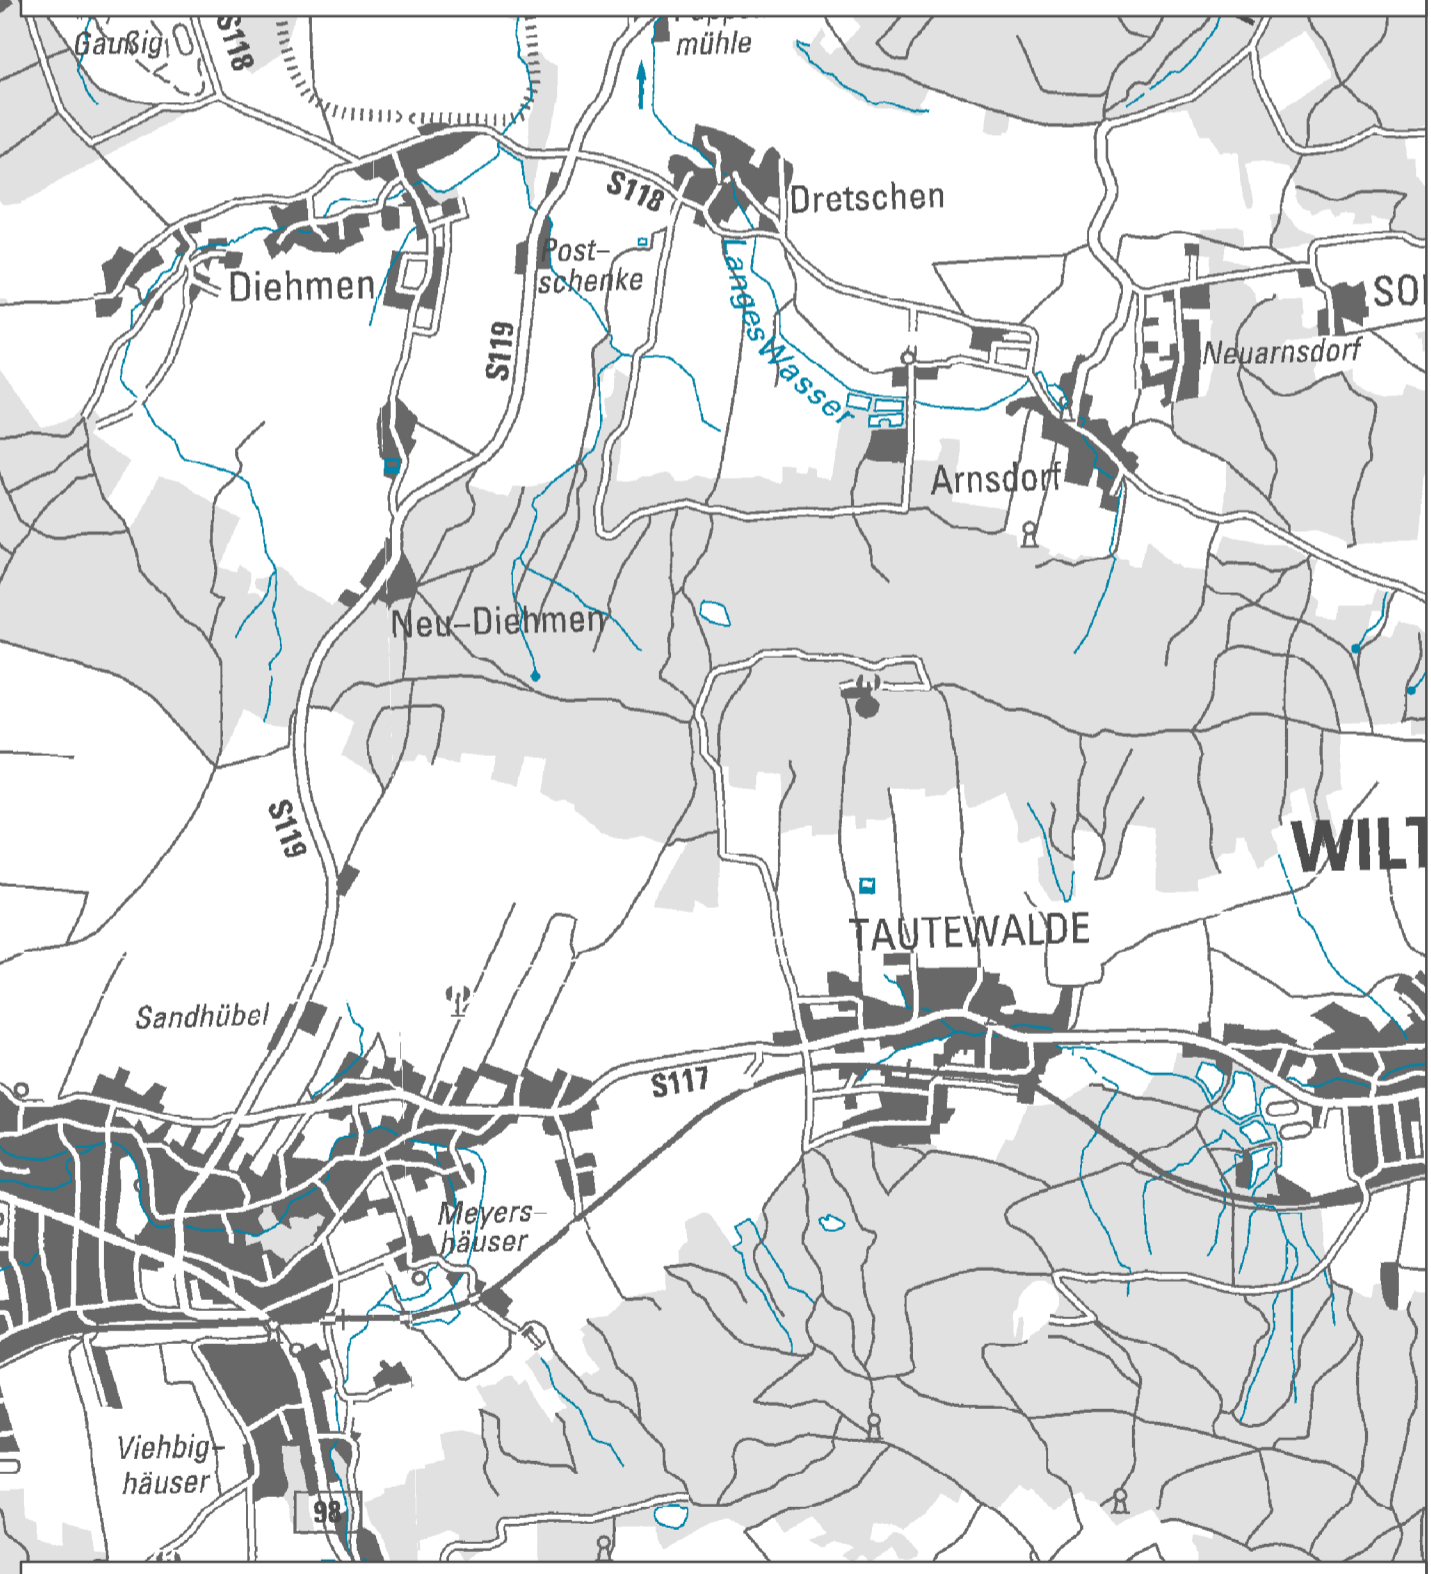 Gaußig
S118
mühle
S118
Dretschen
Post-
schenke
Diehmen
Langes Wasser
S119
SO
Neuarnsdorf
Arnsdorf
Neu-Diehmen
S119
WILT
TAUTEWALDE
Sandhübel
S117
Meyers-
häuser
Viehbig-
häuser
98